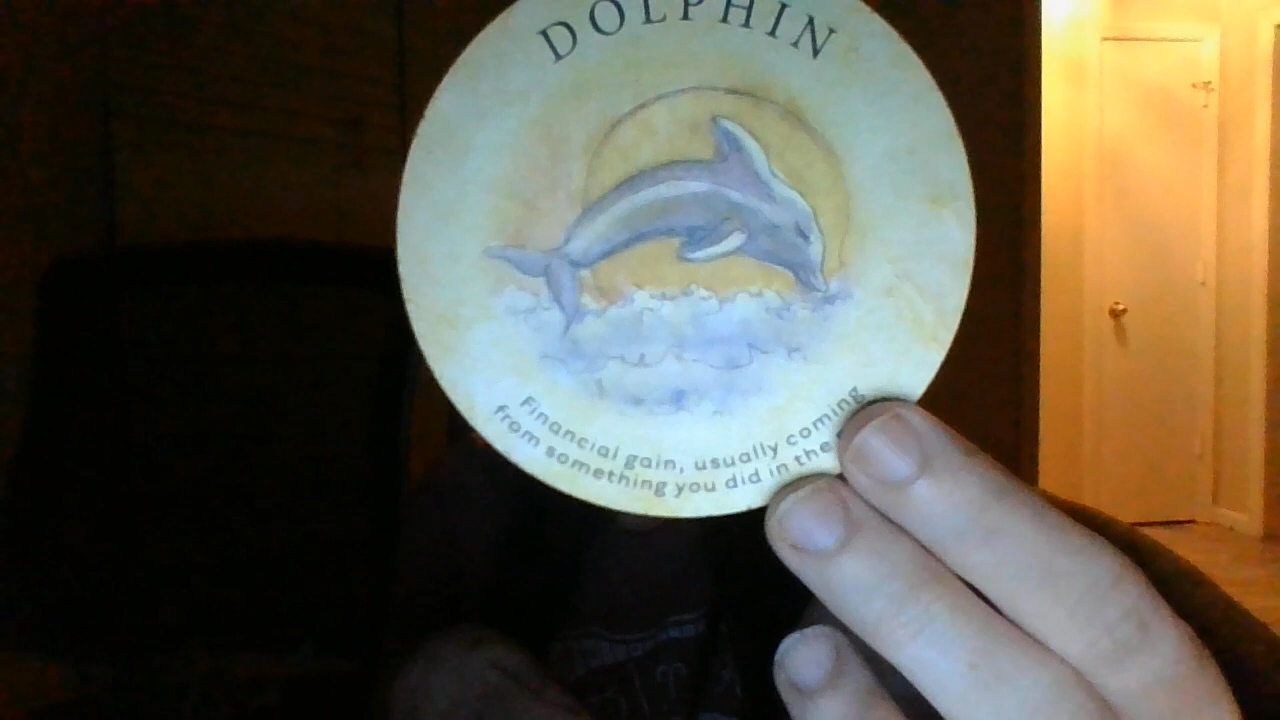 DOLPHIN
Financial gain, usually coming
from something you did in the